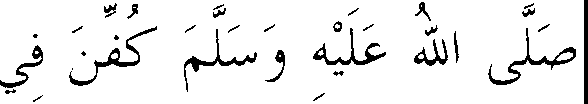 صَلَّى اللهُ عَلَيْهِ وَسَلَّمَ كُفِّنَ فِي